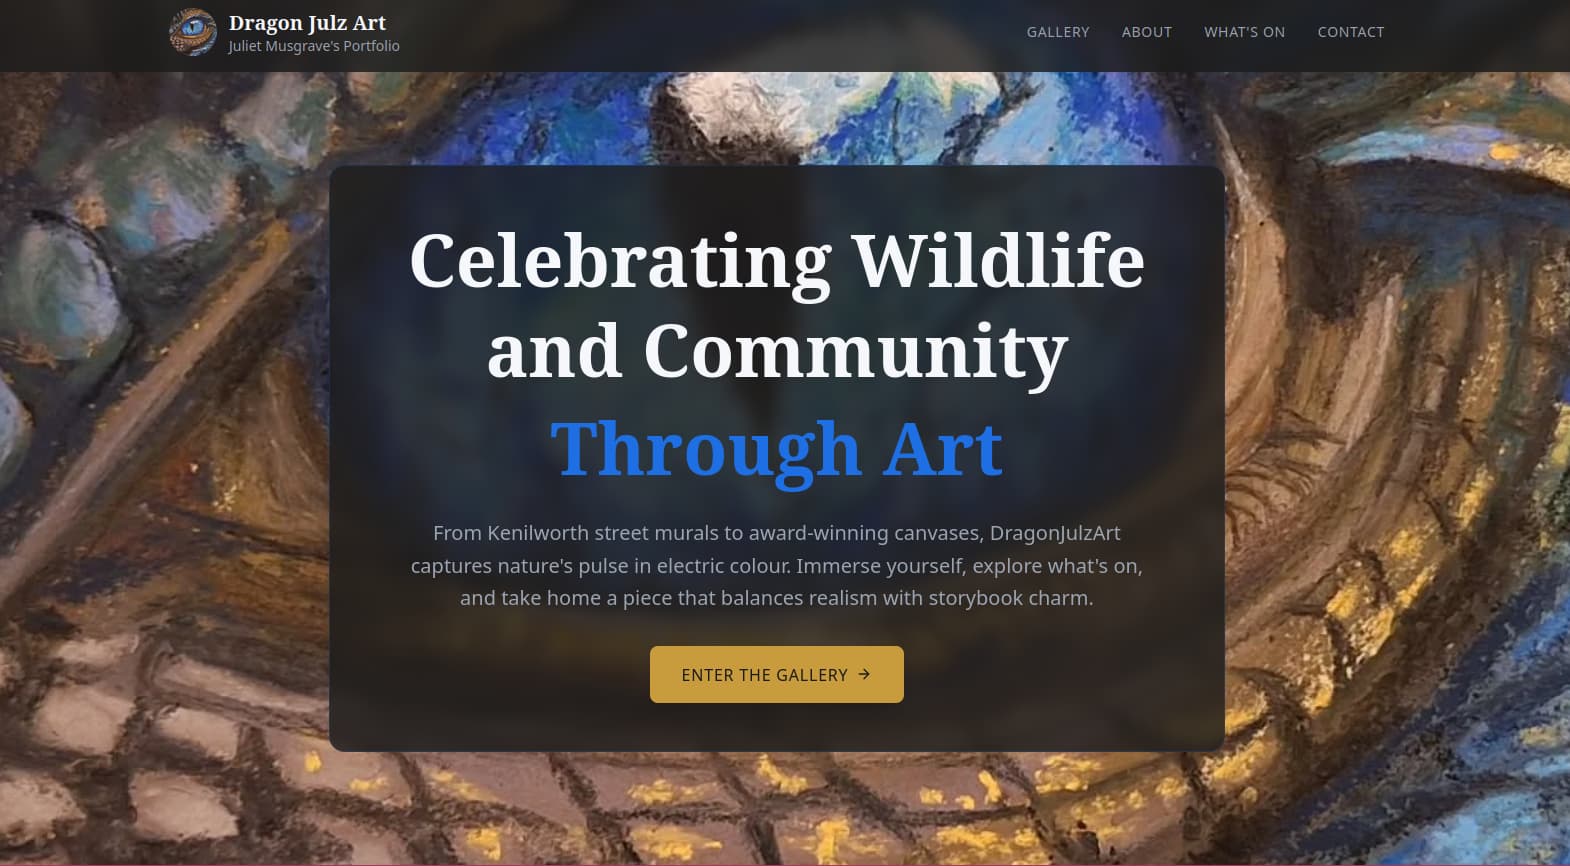 Dragon Julz Art
Juliet Musgrave's Portfolio
GALLERY
ABOUT
WHAT'S ON
CONTACT
Celebrating Wildlife
and Community
Through Art
From Kenilworth street murals to award-winning canvases, DragonJulzArt
captures nature's pulse in electric colour. Immerse yourself, explore what's on,
and take home a piece that balances realism with storybook charm.
ENTER THE GALLERY →